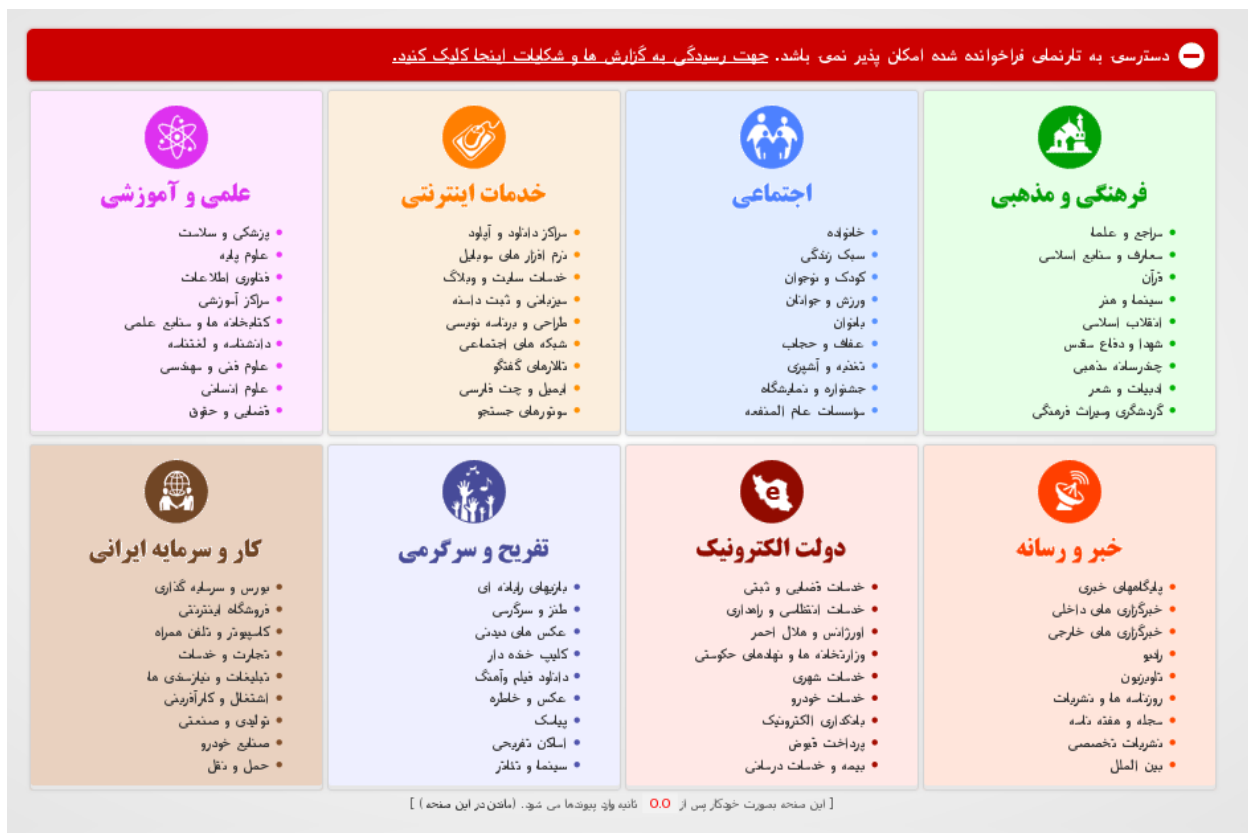 دسترسی به تارنمای فراخوانده شده امکان پذیر نمی باشد. جهت رسیدگی به گزارش ها و شکایات اینجا کلیک کنید.
فرهنگی و مذهبی
مراجع و علما
معارف و منابع اسلامی
قرآن
سینما و هنر
انقلاب اسلامی
شهدا و دفاع مقدس
چندرسانه مذهبی
ادبیات و شعر
گردشگری ومیراث فرهنگی
اجتماعی
خانواده
سبک زندگی
کودک و نوجوان
ورزش و جوانان
بانوان
عفاف و حجاب
تغذیه و آشپزی
جشنواره و نمایشگاه
مؤسسات عام المنفعه
خدمات اینترنتی
مراکز دانلود و آپلود
نرم افزار های موبایل
خدمات سایت و وبلاگ
میزبانی و ثبت دامنه
طراحی و برنامه نویسی
شبکه های اجتماعی
تالارهای گفتگو
ایمیل و چت فارسی
موتورهای جستجو
علمی و آموزشی
پزشکی و سلامت
علوم پایه
فناوری اطلاعات
مراکز آموزشی
کتابخانه ها و منابع علمی
دانشنامه و لغتنامه
علوم فنی و مهندسی
علوم انسانی
قضایی و حقوق
خبر و رسانه
پایگاههای خبری
خبرگزاری های داخلی
خبرگزاری های خارجی
رادیو
تلویزیون
روزنامه ها و نشریات
مجله و هفته نامه
نشریات تخصصی
بین الملل
e
دولت الکترونیک
خدمات قضایی و ثبتی
خدمات انتظامی و راهداری
اورژانس و هلال احمر
وزارتخانه ها و نهادهای حکومتی
خدمات شهری
خدمات خودرو
بانکداری الکترونیک
پرداخت قبوض
بیمه و خدمات درمانی
تفریح و سرگرمی
بازیهای رایانه ای
طنز و سرگرمی
عکس های دیدنی
کلیپ خنده دار
دانلود فیلم وآهنگ
عکس و خاطره
پیامک
اماکن تفریحی
سینما و تئاتر
کار و سرمایه ایرانی
بورس و سرمایه گذاری
فروشگاه اینترنتی
کامپیوتر و تلفن همراه
تجارت و خدمات
تبلیغات و نیازمندی ها
اشتغال و کارآفرینی
تولیدی و صنعتی
صنایع خودرو
حمل و نقل
[ این صفحه بصورت خودکار پس از 0.0 ثانیه وارد پیوندها می شود. (ماندن در این صفحه ) ]